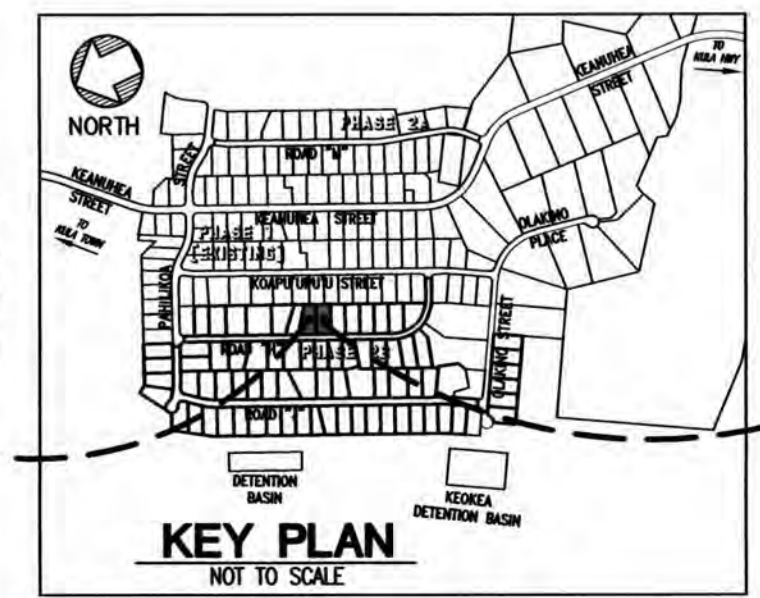 NORTH
TO
KULA HWY
KEANUHEA
STREET
PHASE 2A
STREET
KEANUHEA
STREET
TO
KULA TOWN
KEANUHEA STREET
PHASE 1
[EXISTING]
OLAKINO
PLACE
KOAPU'UPU'U STREET
PAHILIKOA
OLAKINO STREET
PHASE 2B
ROAD
ROAD
ROAD
DETENTION
BASIN
KEOKEA
DETENTION BASIN
KEY PLAN
NOT TO SCALE